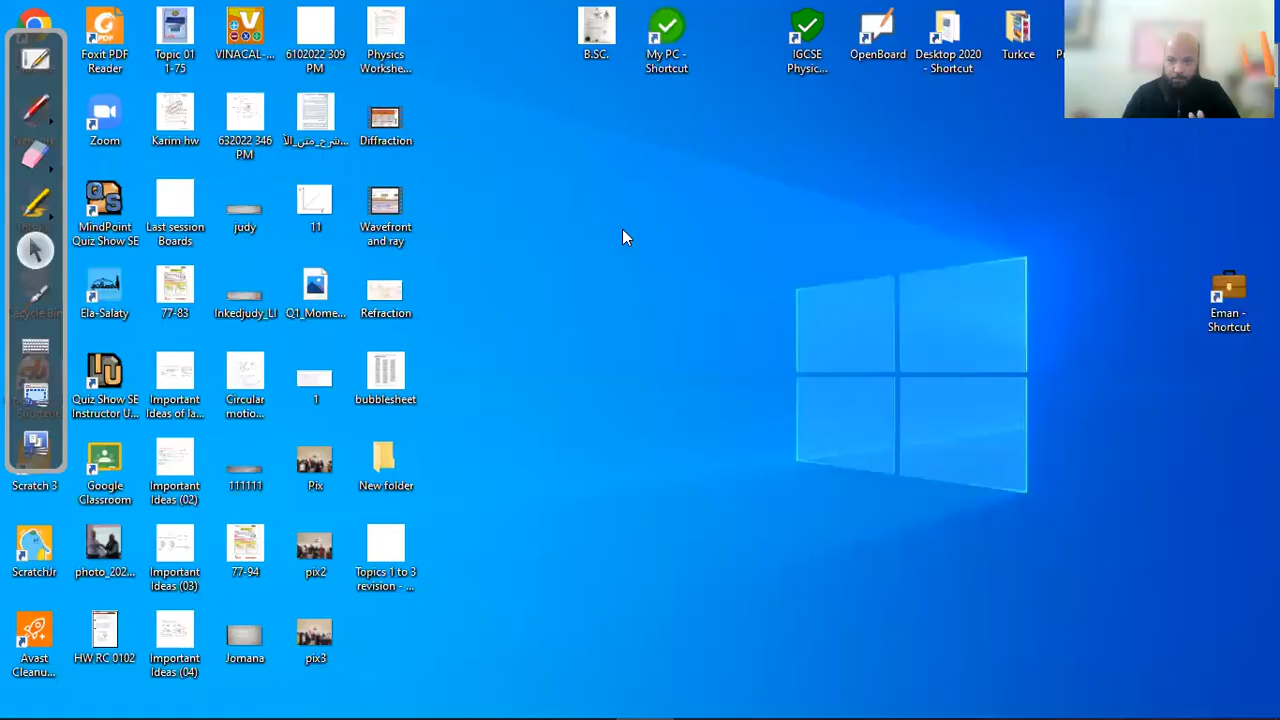 Foxit PDF
Reader
Topic 01
1-75
VINACAL-...
6102022 309
PM
Physics
Workshe...
B.SC.
My PC -
Shortcut
IGCSE
Physic...
OpenBoard
Desktop 2020
- Shortcut
Turkce
Zoom
Karim hw
632022 346
PM
شرح_متن_الأ...
Diffraction
MindPoint
Quiz Show SE
Last session
Boards
judy
11
Wavefront
and ray
Ela-Salaty
77-83
Inkedjudy_LI
Q1_Mome...
Refraction
Eman -
Shortcut
Quiz Show SE
Instructor U...
Important
Ideas of la...
Circular
motio...
1
bubblesheet
Scratch 3
Google
Classroom
Important
Ideas (02)
111111
Pix
New folder
ScratchJr
photo_202...
Important
Ideas (03)
77-94
pix2
Topics 1 to 3
revision - ...
Avast
Cleanu...
HW RC 0102
Important
Ideas (04)
Jomana
pix3